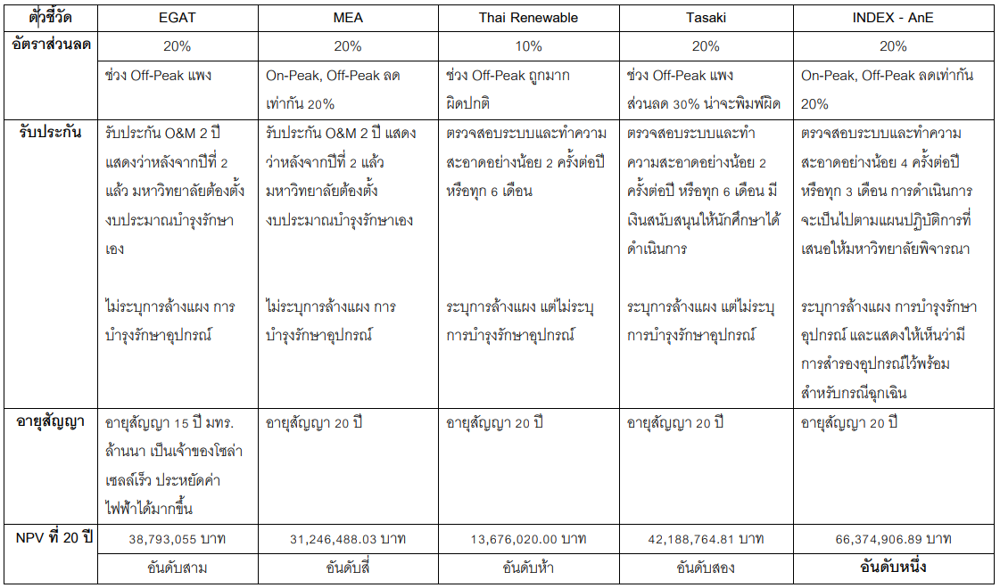 ตัวชี้วัด EGAT MEA Thai Renewable Tasaki INDEX - AnE
อัตราส่วนลด 20% 20% 10% 20% 20%
ช่วง Off-Peak แพง
On-Peak, Off-Peak ลด
เท่ากัน 20%
ช่วง Off-Peak ถูกมาก
ผิดปกติ
ช่วง Off-Peak แพง
ส่วนลด 30% น่าจะพิมพ์ผิด
On-Peak, Off-Peak ลดเท่ากัน
20%
รับประกัน
รับประกัน O&M 2 ปี
แสดงว่าหลังจากปีที่ 2
แล้ว มหาวิทยาลัยต้องตั้ง
งบประมาณบำรุงรักษา
เอง
ไม่ระบุการล้างแผง การ
บำรุงรักษาอุปกรณ์
รับประกัน O&M 2 ปี แสดง
ว่าหลังจากปีที่ 2 แล้ว
มหาวิทยาลัยต้องตั้ง
งบประมาณบำรุงรักษาเอง
ไม่ระบุการล้างแผง การ
บำรุงรักษาอุปกรณ์
ตรวจสอบระบบและทำความ
สะอาดอย่างน้อย 2 ครั้งต่อปี
หรือทุก 6 เดือน
ระบุการล้างแผง แต่ไม่ระบุ
การบำรุงรักษาอุปกรณ์
ตรวจสอบระบบและทำ
ความสะอาดอย่างน้อย 2
ครั้งต่อปี หรือทุก 6 เดือน มี
เงินสนับสนุนให้นักศึกษาได้
ดำเนินการ
ระบุการล้างแผง แต่ไม่ระบุ
การบำรุงรักษาอุปกรณ์
ตรวจสอบระบบและทำความ
สะอาดอย่างน้อย 4 ครั้งต่อปี
หรือทุก 3 เดือน การดำเนินการ
จะเป็นไปตามแผนปฏิบัติการที่
เสนอให้มหาวิทยาลัยพิจารณา
ระบุการล้างแผง การบำรุงรักษา
อุปกรณ์ และแสดงให้เห็นว่ามี
การสำรองอุปกรณ์ไว้พร้อม
สำหรับกรณีฉุกเฉิน
อายุสัญญา
อายุสัญญา 15 ปี มทร.
ล้านนา เป็นเจ้าของโซล่า
เซลล์เร็ว ประหยัดค่า
ไฟฟ้าได้มากขึ้น
อายุสัญญา 20 ปี
อายุสัญญา 20 ปี
อายุสัญญา 20 ปี
อายุสัญญา 20 ปี
NPV ที่ 20 ปี 38,793,055 บาท 31,246,488.03 บาท 13,676,020.00 บาท 42,188,764.81 บาท 66,374,906.89 บาท
อันดับสาม อันดับสี่ อันดับห้า อันดับสอง อันดับหนึ่ง